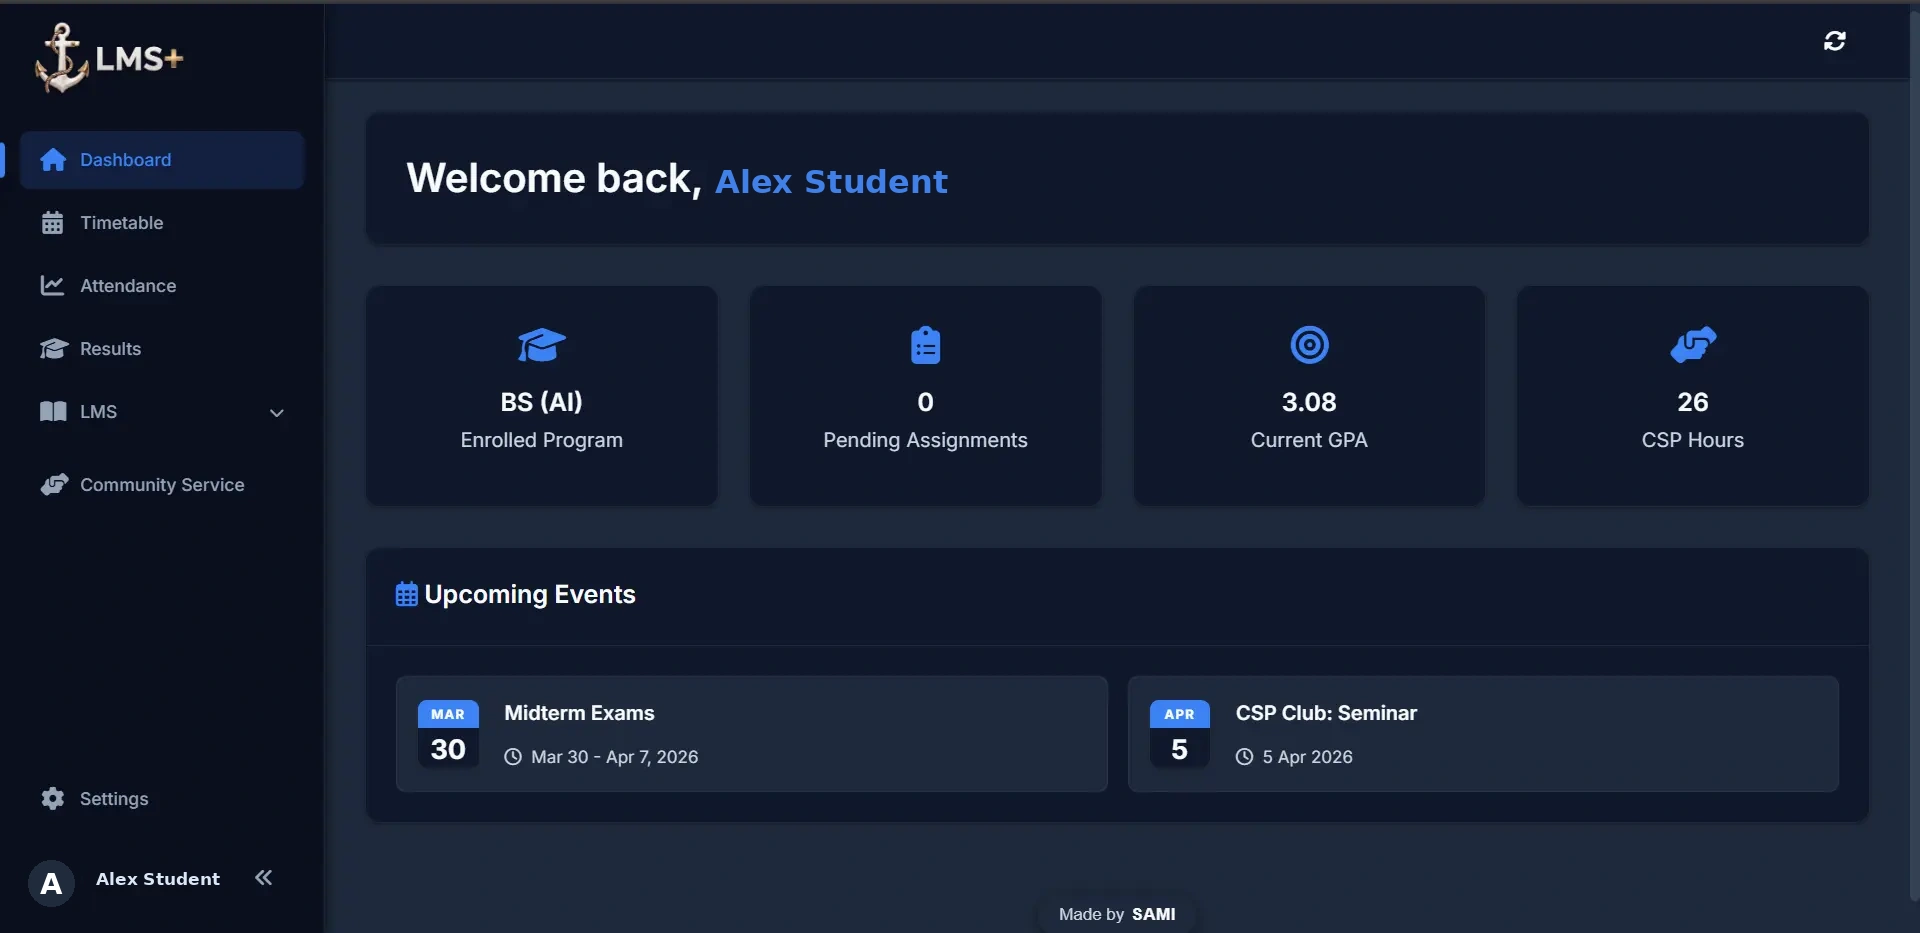 LMS+
Dashboard
Timetable
Attendance
Results
LMS
Community Service
Settings
A
Alex Student
Welcome back, Alex Student
BS (AI)
Enrolled Program
0
Pending Assignments
3.08
Current GPA
26
CSP Hours
Upcoming Events
MAR
30
Midterm Exams
Mar 30 - Apr 7, 2026
APR
5
CSP Club: Seminar
5 Apr 2026
Made by SAMI